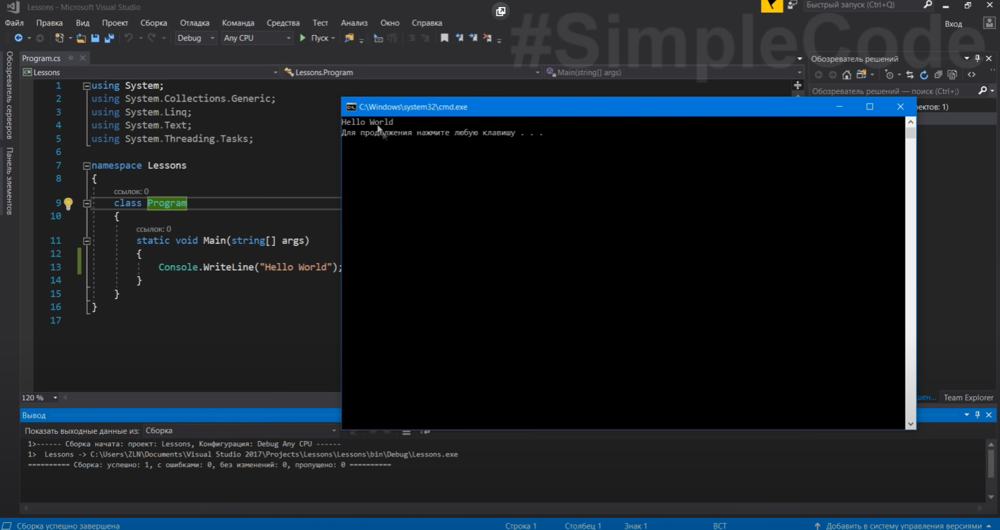 Lessons - Microsoft Visual Studio
Быстрый запуск (Ctrl+Q)
Файл Правка Вид Проект Сборка Отладка Команда Средства Тест Анализ Окно Справка
Вход
#SimpleCode
Debug Any CPU Пуск
Обозреватель серверов
Панель элементов
Program.cs
Lessons Lessons.Program Main(string[] args)
1 using System;
2 using System.Collections.Generic;
3 using System.Linq;
4 using System.Text;
5 using System.Threading.Tasks;
6
7 namespace Lessons
8 {
ссылок: 0
9 class Program
10 {
ссылок: 0
11 static void Main(string[] args)
12 {
13 Console.WriteLine("Hello World");
14 }
15 }
16 }
17
120 %
C:\Windows\system32\cmd.exe
Hello World
Для продолжения нажмите любую клавишу . . .
Обозреватель решений
Обозреватель решений — поиск (Ctrl+;)
1)
Team Explorer
Вывод
Показать выходные данные из: Сборка
1>------ Сборка начата: проект: Lessons, Конфигурация: Debug Any CPU ------
1> Lessons -> C:\Users\ZLN\Documents\Visual Studio 2017\Projects\Lessons\Lessons\bin\Debug\Lessons.exe
========== Сборка: успешно: 1, с ошибками: 0, без изменений: 0, пропущено: 0 ==========
Сборка успешно завершена Строка 1 Столбец 1 Знак 1 ВСТ Добавить в систему управления версиями